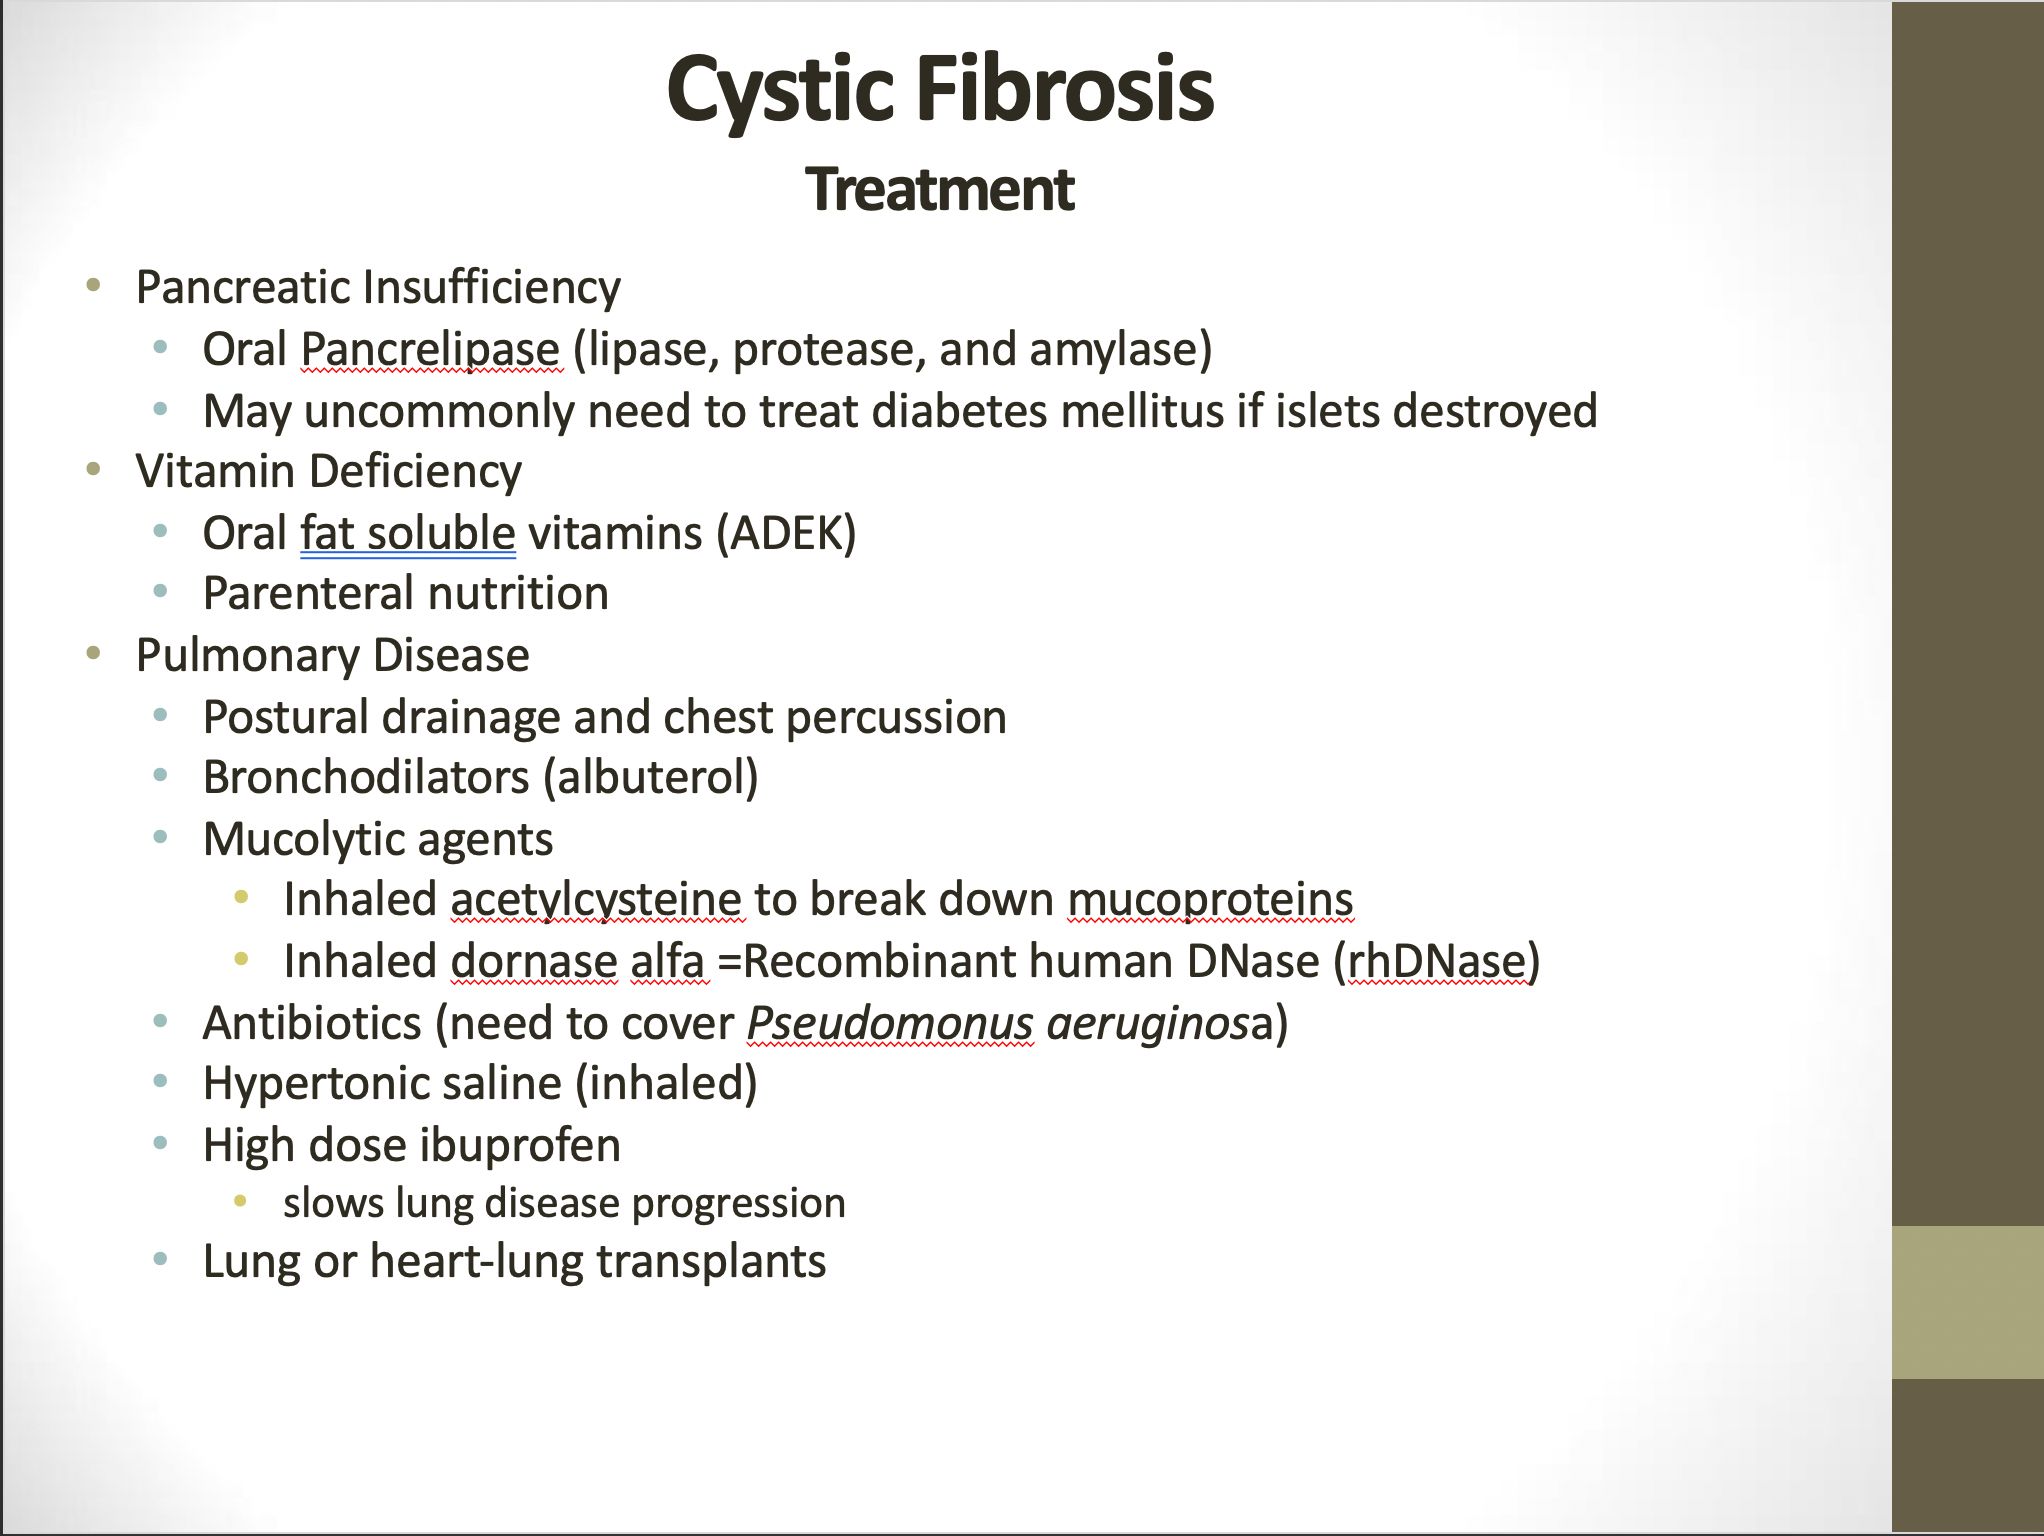 Cystic Fibrosis
Treatment
• Pancreatic Insufficiency
• Oral Pancrelipase (lipase, protease, and amylase)
• May uncommonly need to treat diabetes mellitus if islets destroyed
• Vitamin Deficiency
• Oral fat soluble vitamins (ADEK)
• Parenteral nutrition
• Pulmonary Disease
• Postural drainage and chest percussion
• Bronchodilators (albuterol)
• Mucolytic agents
• Inhaled acetylcysteine to break down mucoproteins
• Inhaled dornase alfa =Recombinant human DNase (rhDNase)
• Antibiotics (need to cover Pseudomonus aeruginosa)
• Hypertonic saline (inhaled)
• High dose ibuprofen
• slows lung disease progression
• Lung or heart-lung transplants